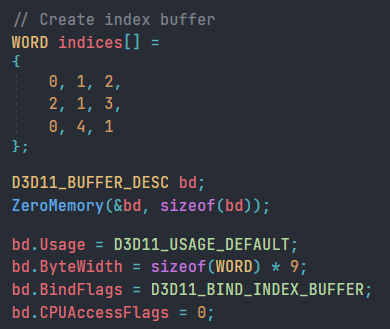 // Create index buffer
WORD indices[] =
{
    0, 1, 2,
    2, 1, 3,
    0, 4, 1
};

D3D11_BUFFER_DESC bd;
ZeroMemory(&bd, sizeof(bd));

bd.Usage = D3D11_USAGE_DEFAULT;
bd.ByteWidth = sizeof(WORD) * 9;
bd.BindFlags = D3D11_BIND_INDEX_BUFFER;
bd.CPUAccessFlags = 0;